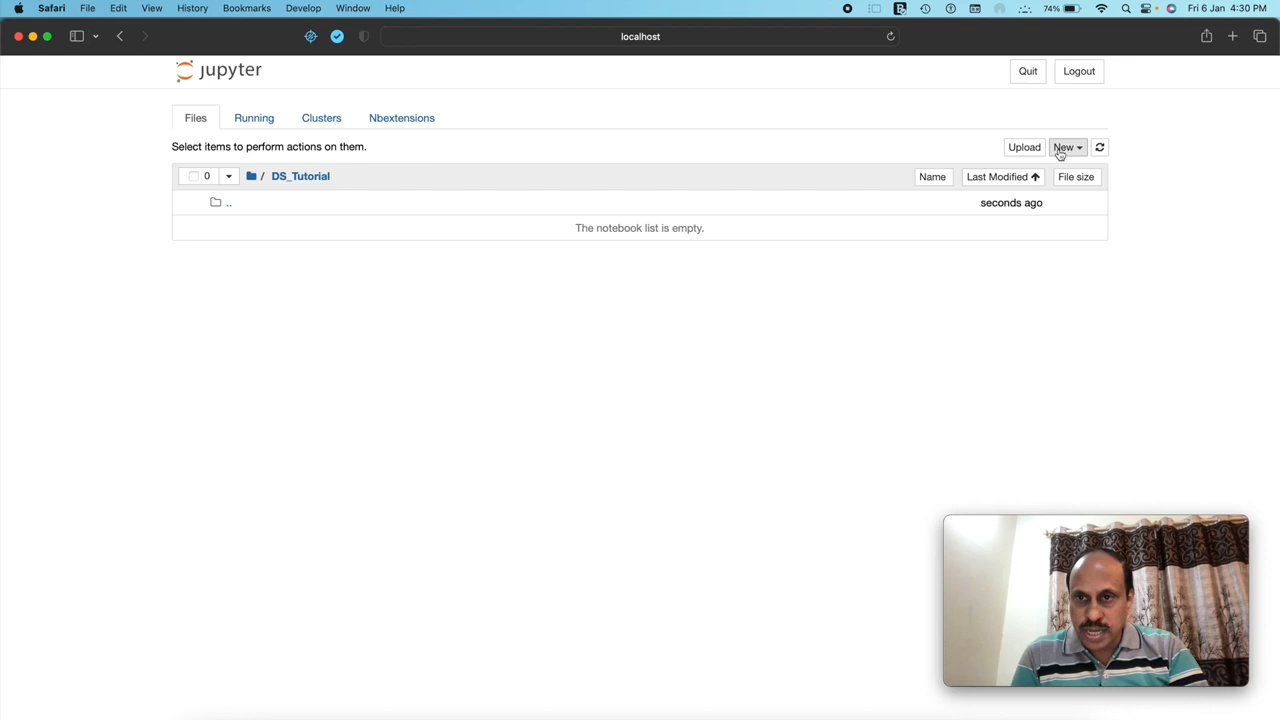 Safari File Edit View History Bookmarks Develop Window Help 74% Fri 6 Jan 4:30 PM
localhost
jupyter Quit Logout
Files Running Clusters Nbextensions
Select items to perform actions on them. Upload New
0 / DS_Tutorial Name Last Modified File size
.. seconds ago
The notebook list is empty.